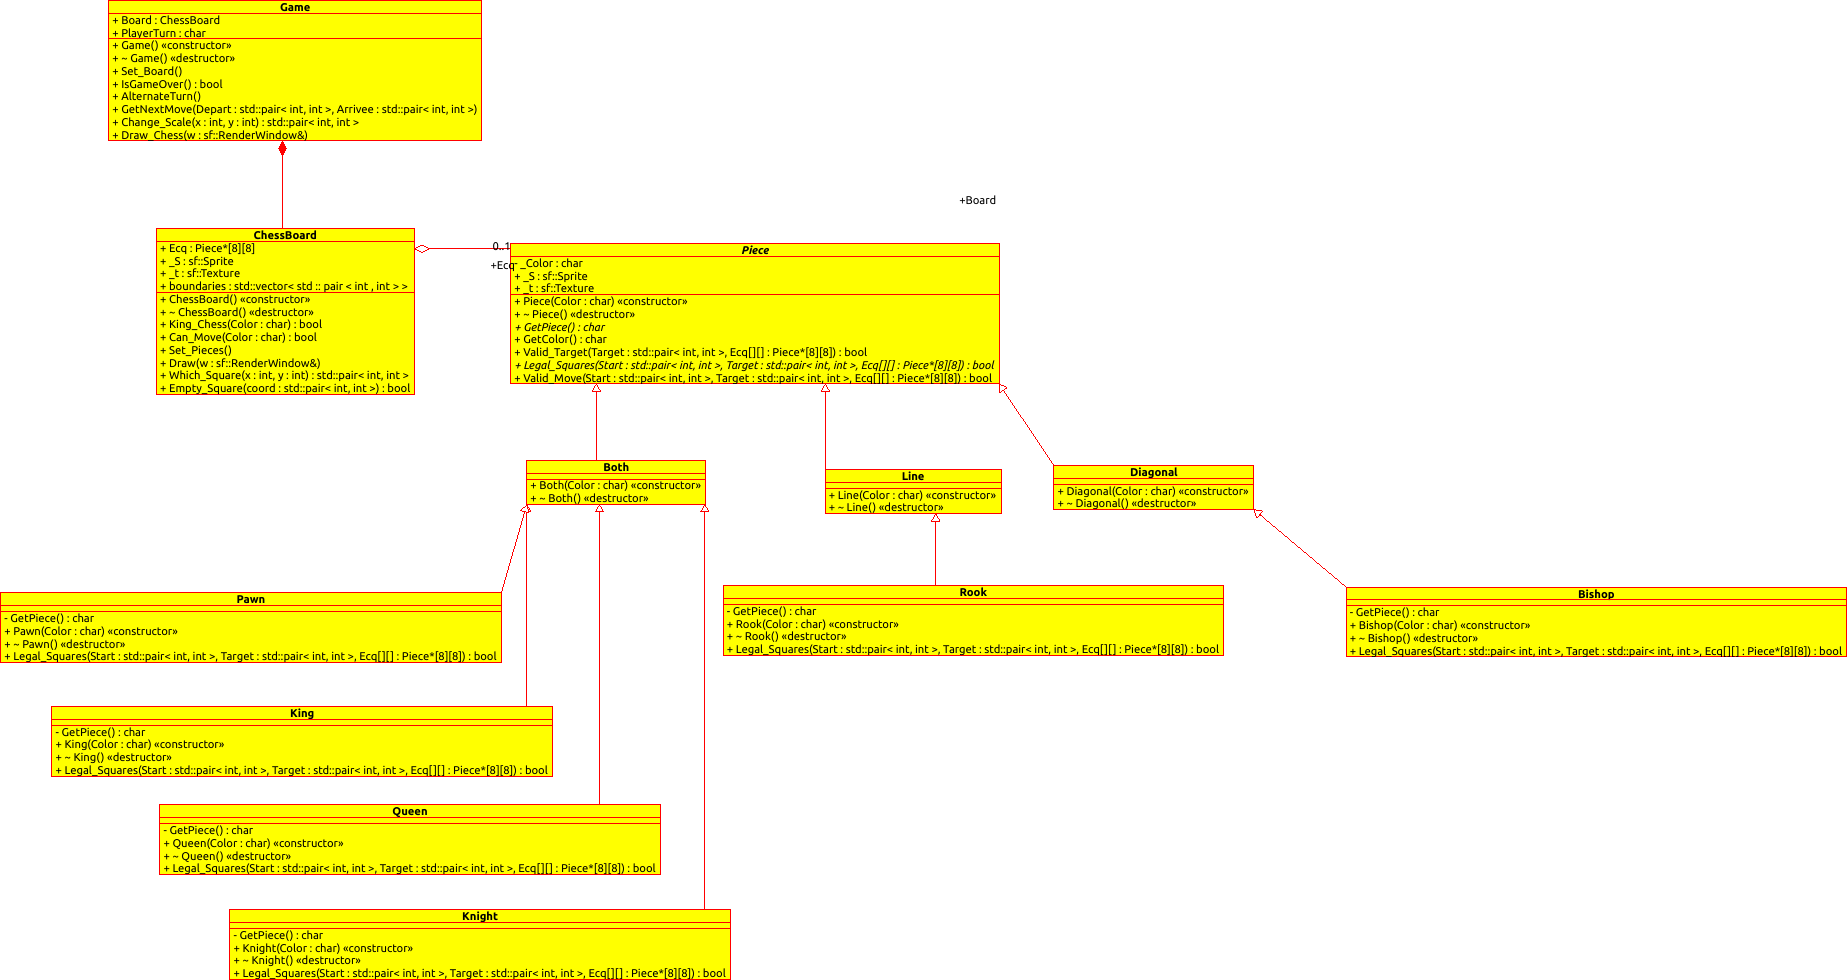 Game
+ Board : ChessBoard
+ PlayerTurn : char
+ Game() «constructor»
+ ~ Game() «destructor»
+ Set_Board()
+ IsGameOver() : bool
+ AlternateTurn()
+ GetNextMove(Depart : std::pair< int, int >, Arrivee : std::pair< int, int >)
+ Change_Scale(x : int, y : int) : std::pair< int, int >
+ Draw_Chess(w : sf::RenderWindow&)
+Board
ChessBoard
+ Ecq : Piece*[8][8]
+ _S : sf::Sprite
+ _t : sf::Texture
+ boundaries : std::vector< std :: pair < int , int > >
+ ChessBoard() «constructor»
+ ~ ChessBoard() «destructor»
+ King_Chess(Color : char) : bool
+ Can_Move(Color : char) : bool
+ Set_Pieces()
+ Draw(w : sf::RenderWindow&)
+ Which_Square(x : int, y : int) : std::pair< int, int >
+ Empty_Square(coord : std::pair< int, int >) : bool
0..1
+Ecq
Piece
- _Color : char
+ _S : sf::Sprite
+ _t : sf::Texture
+ Piece(Color : char) «constructor»
+ ~ Piece() «destructor»
+ GetPiece() : char
+ GetColor() : char
+ Valid_Target(Target : std::pair< int, int >, Ecq[][] : Piece*[8][8]) : bool
+ Legal_Squares(Start : std::pair< int, int >, Target : std::pair< int, int >, Ecq[][] : Piece*[8][8]) : bool
+ Valid_Move(Start : std::pair< int, int >, Target : std::pair< int, int >, Ecq[][] : Piece*[8][8]) : bool
Both
+ Both(Color : char) «constructor»
+ ~ Both() «destructor»
Line
+ Line(Color : char) «constructor»
+ ~ Line() «destructor»
Diagonal
+ Diagonal(Color : char) «constructor»
+ ~ Diagonal() «destructor»
Pawn
- GetPiece() : char
+ Pawn(Color : char) «constructor»
+ ~ Pawn() «destructor»
+ Legal_Squares(Start : std::pair< int, int >, Target : std::pair< int, int >, Ecq[][] : Piece*[8][8]) : bool
Rook
- GetPiece() : char
+ Rook(Color : char) «constructor»
+ ~ Rook() «destructor»
+ Legal_Squares(Start : std::pair< int, int >, Target : std::pair< int, int >, Ecq[][] : Piece*[8][8]) : bool
Bishop
- GetPiece() : char
+ Bishop(Color : char) «constructor»
+ ~ Bishop() «destructor»
+ Legal_Squares(Start : std::pair< int, int >, Target : std::pair< int, int >, Ecq[][] : Piece*[8][8]) : bool
King
- GetPiece() : char
+ King(Color : char) «constructor»
+ ~ King() «destructor»
+ Legal_Squares(Start : std::pair< int, int >, Target : std::pair< int, int >, Ecq[][] : Piece*[8][8]) : bool
Queen
- GetPiece() : char
+ Queen(Color : char) «constructor»
+ ~ Queen() «destructor»
+ Legal_Squares(Start : std::pair< int, int >, Target : std::pair< int, int >, Ecq[][] : Piece*[8][8]) : bool
Knight
- GetPiece() : char
+ Knight(Color : char) «constructor»
+ ~ Knight() «destructor»
+ Legal_Squares(Start : std::pair< int, int >, Target : std::pair< int, int >, Ecq[][] : Piece*[8][8]) : bool